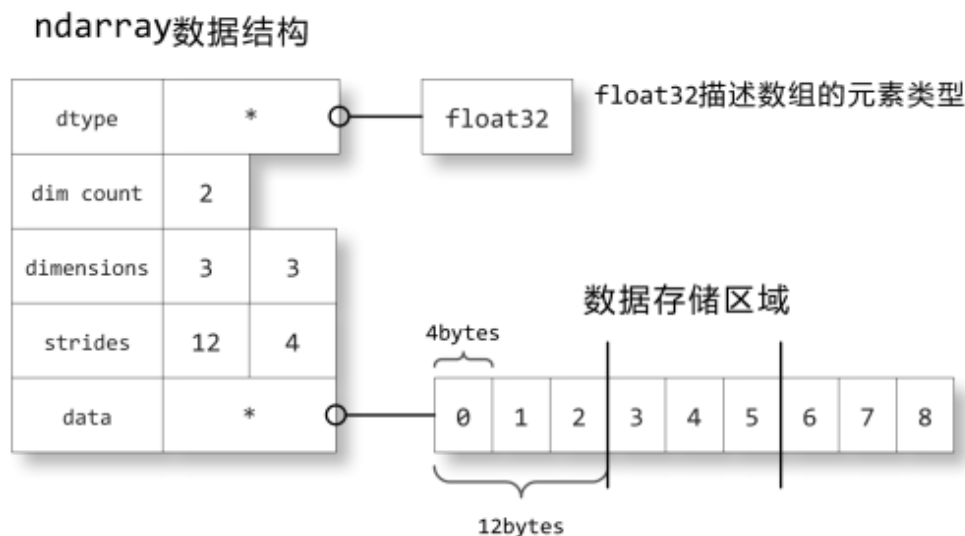 ndarray数据结构
dtype * float32 float32描述数组的元素类型
dim count 2
dimensions 3 3
数据存储区域
strides 12 4
4bytes
data * 0 1 2 3 4 5 6 7 8
12bytes